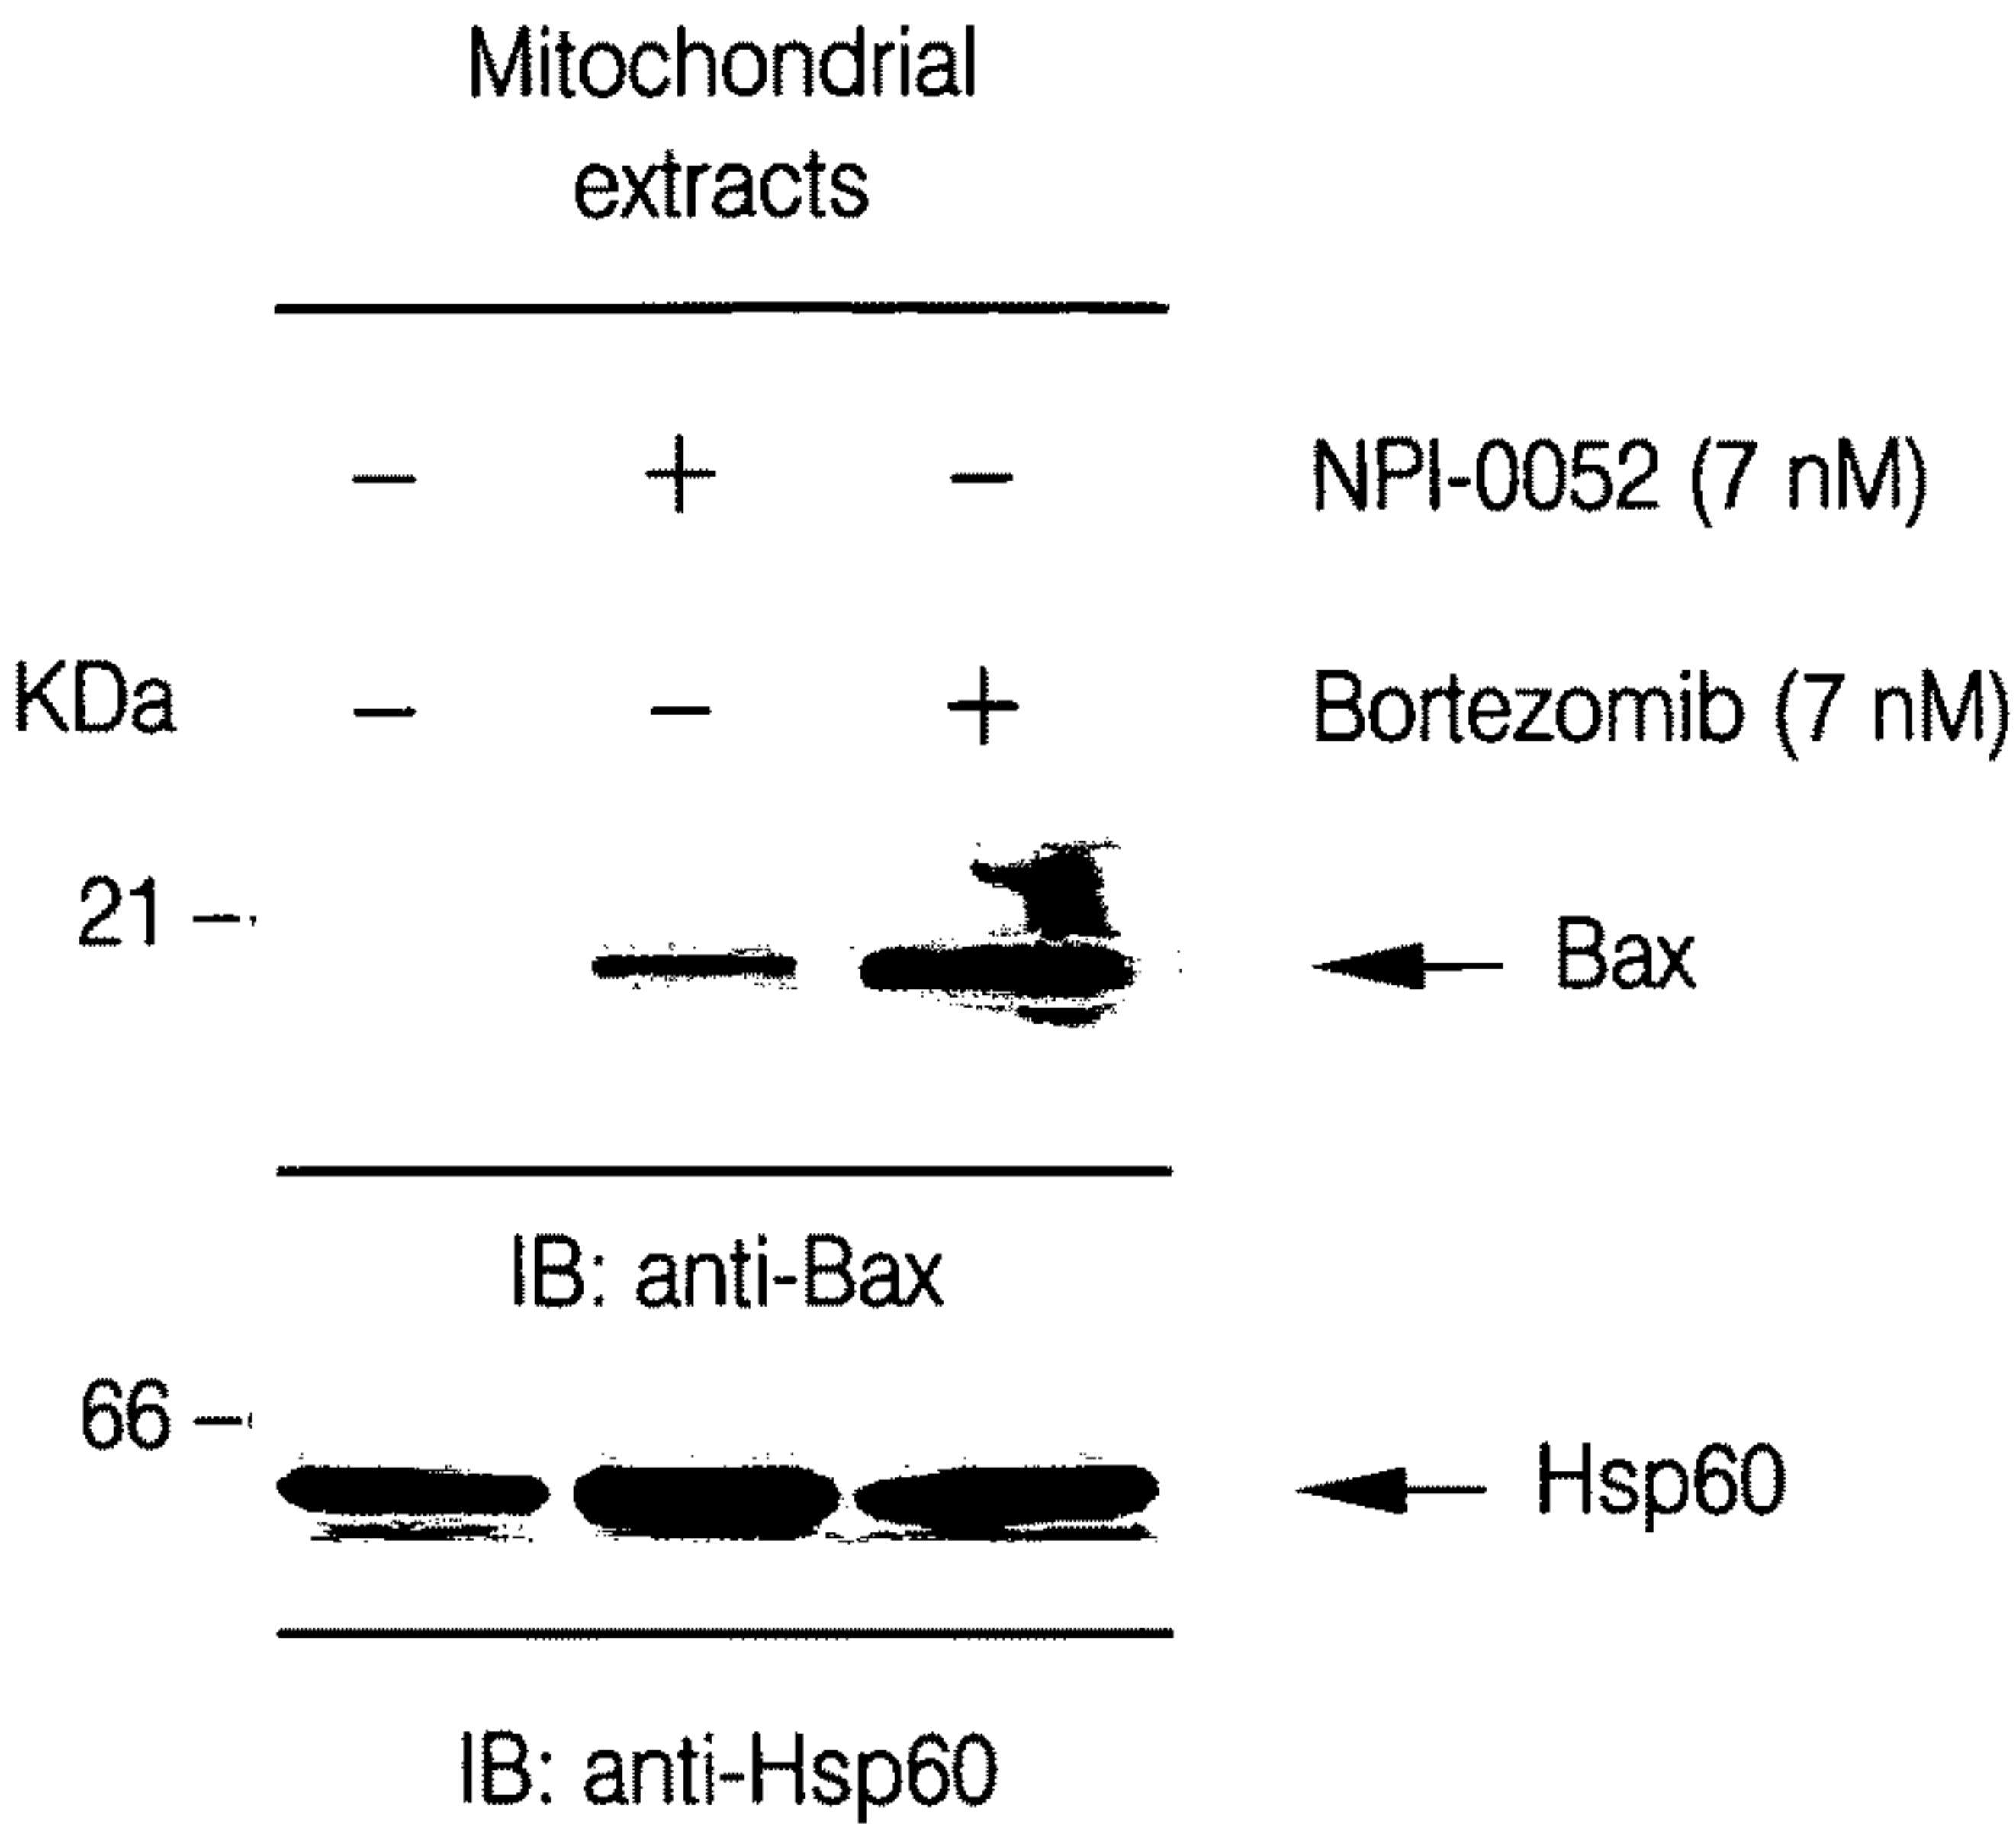 Mitochondrial
extracts
− + − NPI-0052 (7 nM)
KDa − − + Bortezomib (7 nM)
21 –
Bax
IB: anti-Bax
66 –
Hsp60
IB: anti-Hsp60